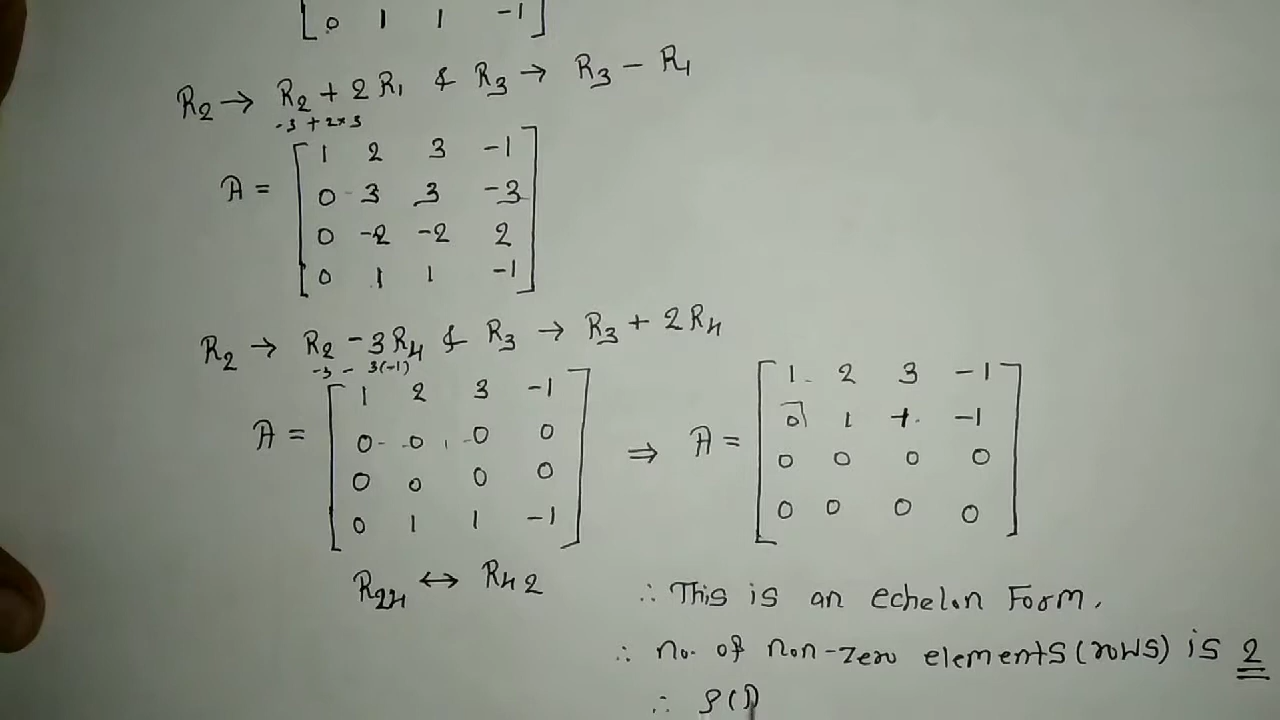 [0 1 1 -1]
R2 → R2 + 2R1 & R3 → R3 - R1
-3 + 2×3
A = [1 2 3 -1
0 3 3 -3
0 -2 -2 2
0 1 1 -1]
R2 → R2 - 3R4 & R3 → R3 + 2R4
-3 - 3(-1)
A = [1 2 3 -1
0 0 0 0
0 0 0 0
0 1 1 -1]
R24 ↔ R42
⇒ A = [1 2 3 -1
0 1 1 -1
0 0 0 0
0 0 0 0]
∴ This is an echelon Form.
∴ no. of non-zero elements (rows) is 2
∴ ρ(